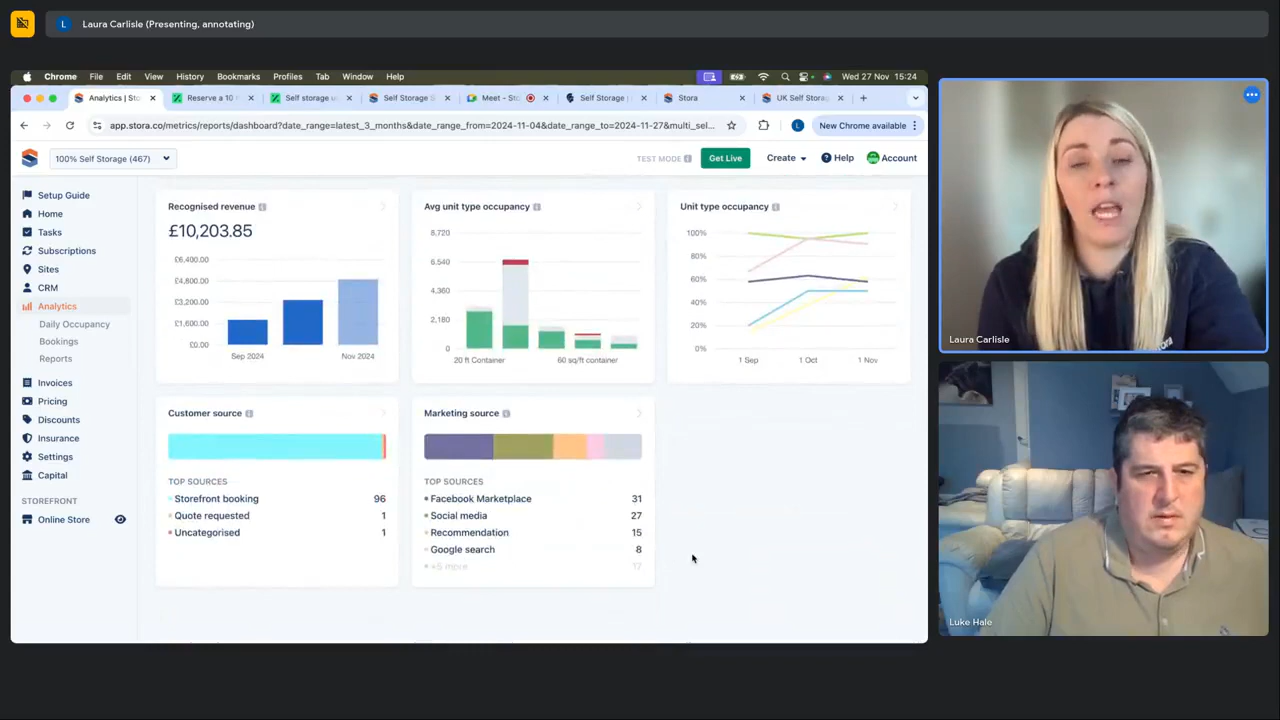 L Laura Carlisle (Presenting, annotating)
Chrome File Edit View History Bookmarks Profiles Tab Window Help Wed 27 Nov 15:24
Analytics | Stor Reserve a 10 Self storage u Self Storage S Meet – Sto Self Storage Stora UK Self Storag
app.stora.co/metrics/reports/dashboard?date_range=latest_3_months&date_range_from=2024-11-04&date_range_to=2024-11-27&multi_sel... L New Chrome available
100% Self Storage (467) TEST MODE Get Live Create Help Account
Setup Guide
Home
Tasks
Subscriptions
Sites
CRM
Analytics
Daily Occupancy
Bookings
Reports
Invoices
Pricing
Discounts
Insurance
Settings
Capital
STOREFRONT
Online Store
Recognised revenue
£10,203.85
£6,400.00
£4,800.00
£3,200.00
£1,600.00
£0.00
Sep 2024 Nov 2024
Avg unit type occupancy
8,720
6,540
4,360
2,180
0
20 ft Container 60 sq/ft container
Unit type occupancy
100%
80%
60%
40%
20%
0%
1 Sep 1 Oct 1 Nov
Customer source
TOP SOURCES
Storefront booking 96
Quote requested 1
Uncategorised 1
Marketing source
TOP SOURCES
Facebook Marketplace 31
Social media 27
Recommendation 15
Google search 8
+5 more 17
Laura Carlisle
Luke Hale